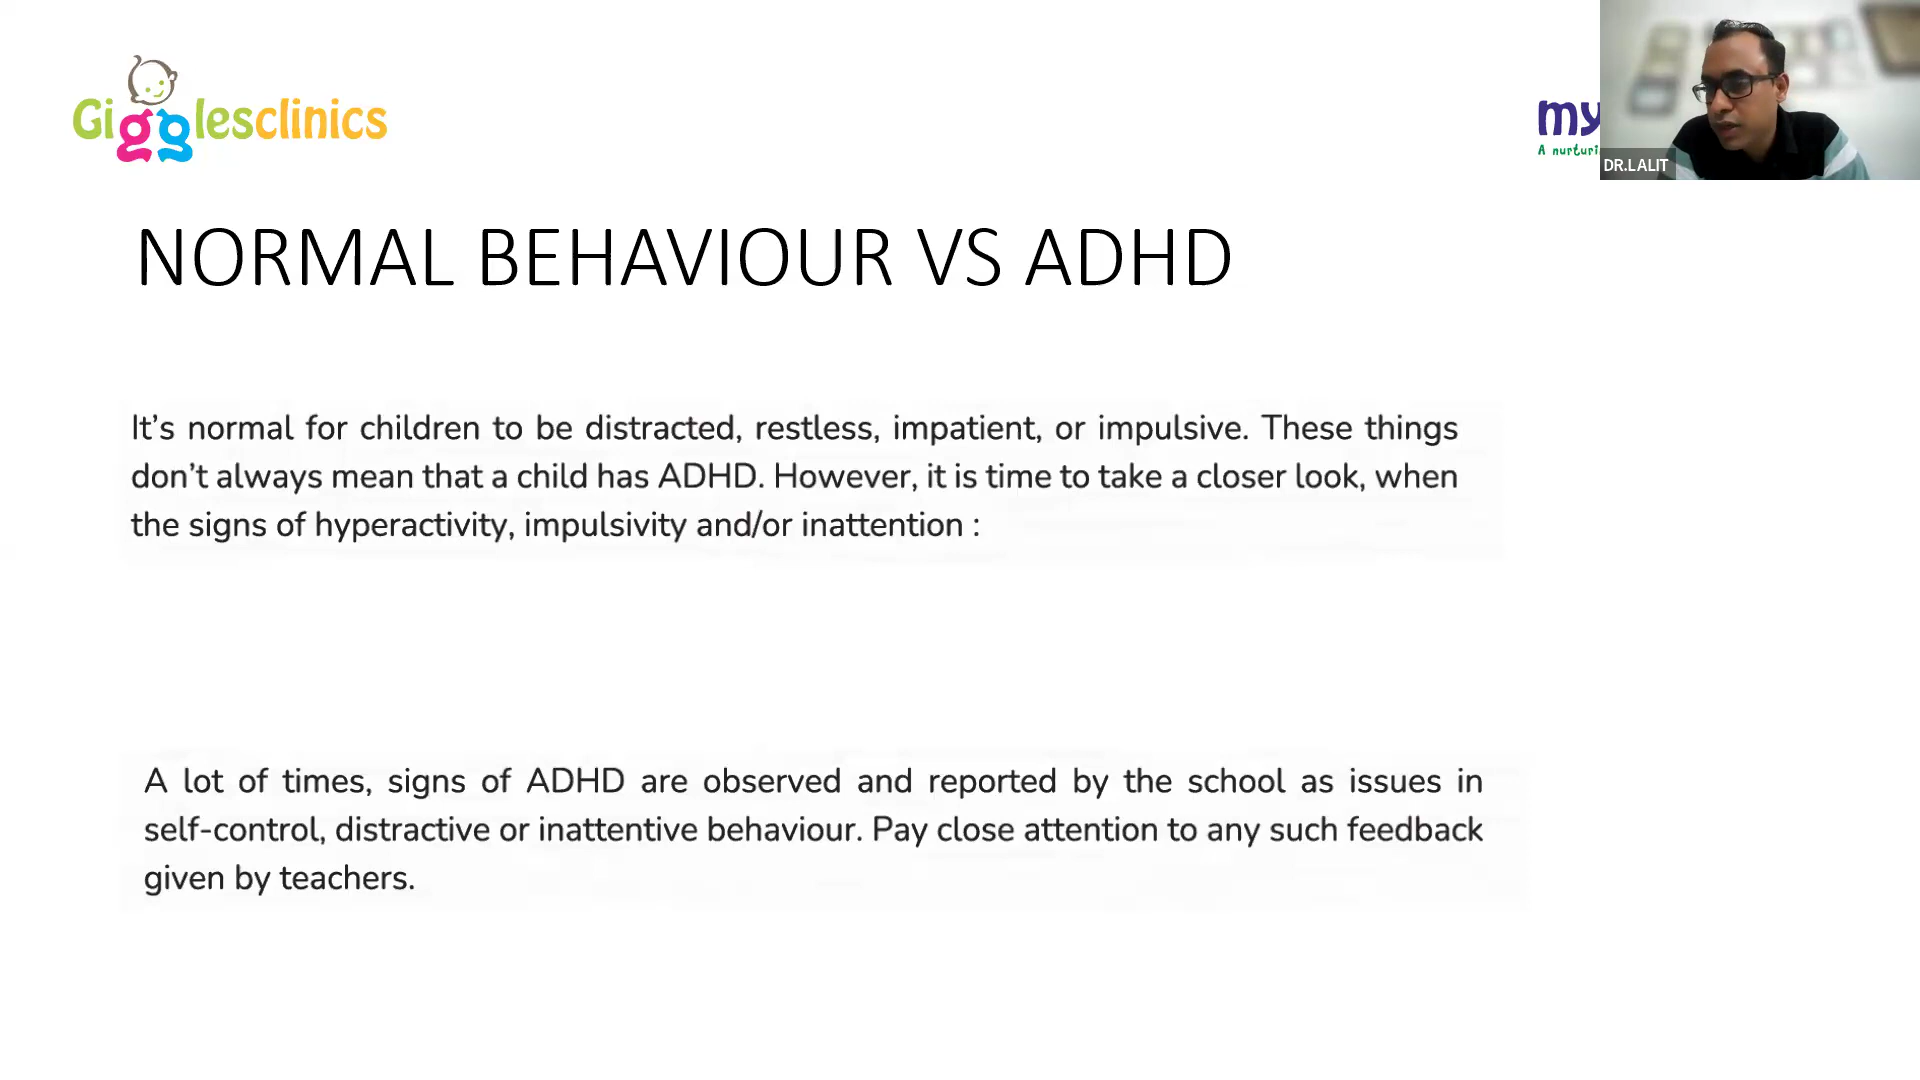 Gigglesclinics
my
A nurturi
DR.LALIT
NORMAL BEHAVIOUR VS ADHD
It's normal for children to be distracted, restless, impatient, or impulsive. These things
don't always mean that a child has ADHD. However, it is time to take a closer look, when
the signs of hyperactivity, impulsivity and/or inattention :
A lot of times, signs of ADHD are observed and reported by the school as issues in
self-control, distractive or inattentive behaviour. Pay close attention to any such feedback
given by teachers.